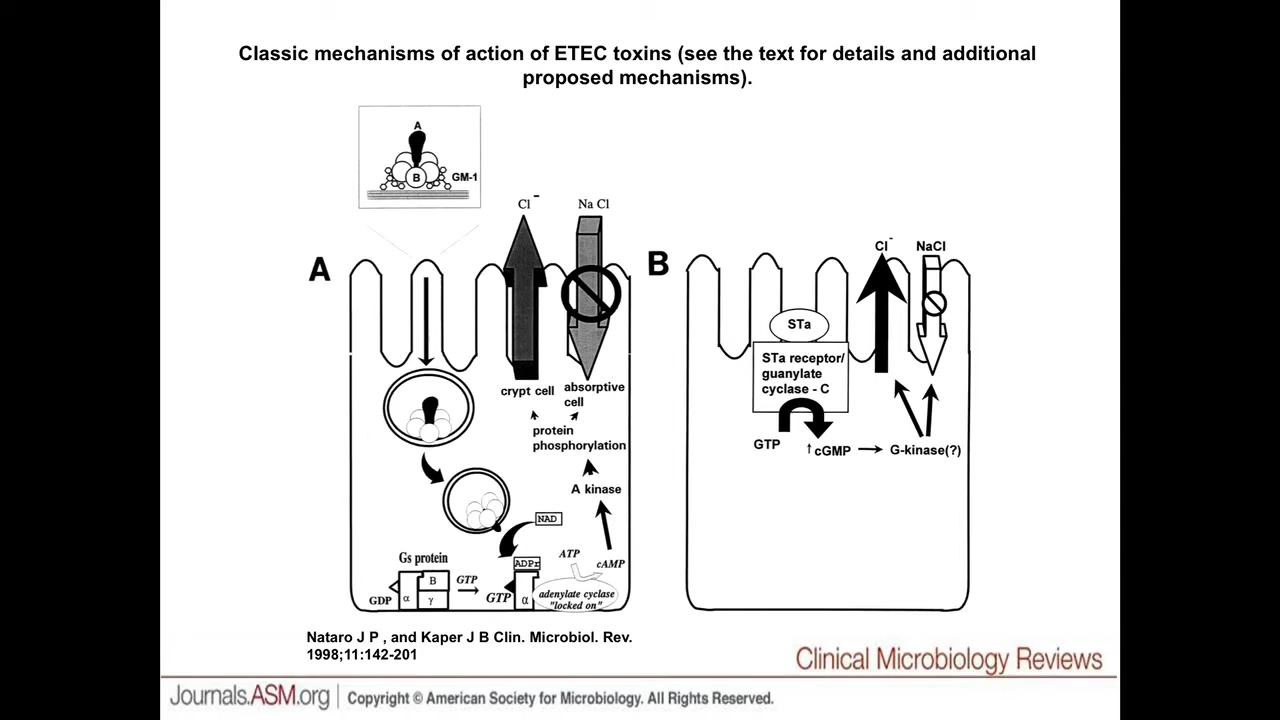 Classic mechanisms of action of ETEC toxins (see the text for details and additional
proposed mechanisms).
A
B
GM-1
Cl -
Na Cl
A
crypt cell
absorptive
cell
protein
phosphorylation
A kinase
NAD
ADPr
ATP
cAMP
Gs protein
GDP
α
B
γ
GTP
GTP
α
adenylate cyclase
"locked on"
B
Cl -
NaCl
STa
STa receptor/
guanylate
cyclase - C
GTP
↑cGMP
G-kinase(?)
Nataro J P , and Kaper J B Clin. Microbiol. Rev.
1998;11:142-201
Clinical Microbiology Reviews
Journals.ASM.org | Copyright © American Society for Microbiology. All Rights Reserved.